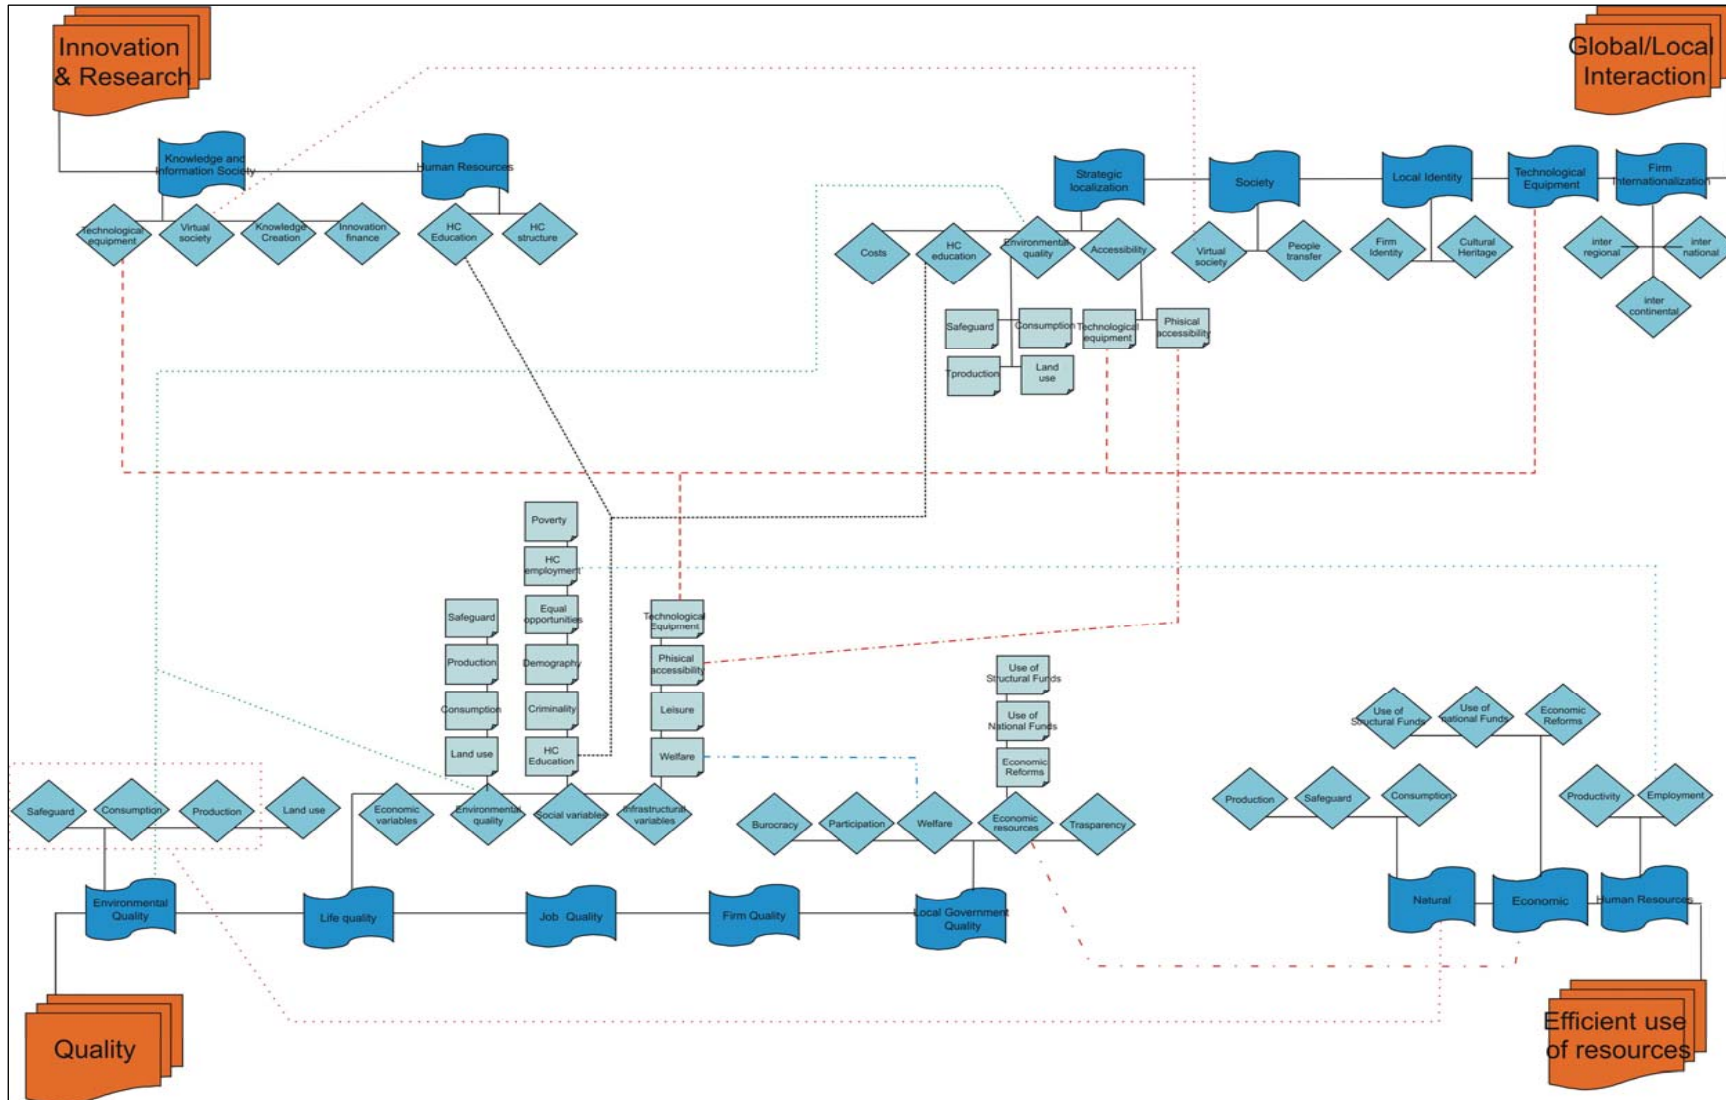 Innovation
& Research
Global/Local
Interaction
Knowledge and
Information Society
Human Resources
Strategic
localization
Society
Local Identity
Technological
Equipment
Firm
Internationalization
Technological
equipment
Virtual
society
Knowledge
Creation
Innovation
finance
HC
Education
HC
structure
Costs
HC
education
Environmental
quality
Accessibility
Virtual
society
People
transfer
Firm
Identity
Cultural
Heritage
inter
regional
inter
national
inter
continental
Safeguard
Consumption
Technological
equipment
Phisical
accessibility
Tproduction
Land
use
Poverty
HC
employment
Equal
opportunities
Demography
Criminality
HC
Education
Safeguard
Production
Consumption
Land use
Technological
Equipment
Phisical
accessibility
Leisure
Welfare
Use of
Structural Funds
Use of
National Funds
Economic
Reforms
Use of
Structural Funds
Use of
national Funds
Economic
Reforms
Safeguard
Consumption
Production
Land use
Economic
variables
Environmental
quality
Social variables
Infrastructural
variables
Burocracy
Participation
Welfare
Economic
resources
Trasparency
Production
Safeguard
Consumption
Productivity
Employment
Environmental
Quality
Life quality
Job Quality
Firm Quality
Local Government
Quality
Natural
Economic
Human Resources
Quality
Efficient use
of resources